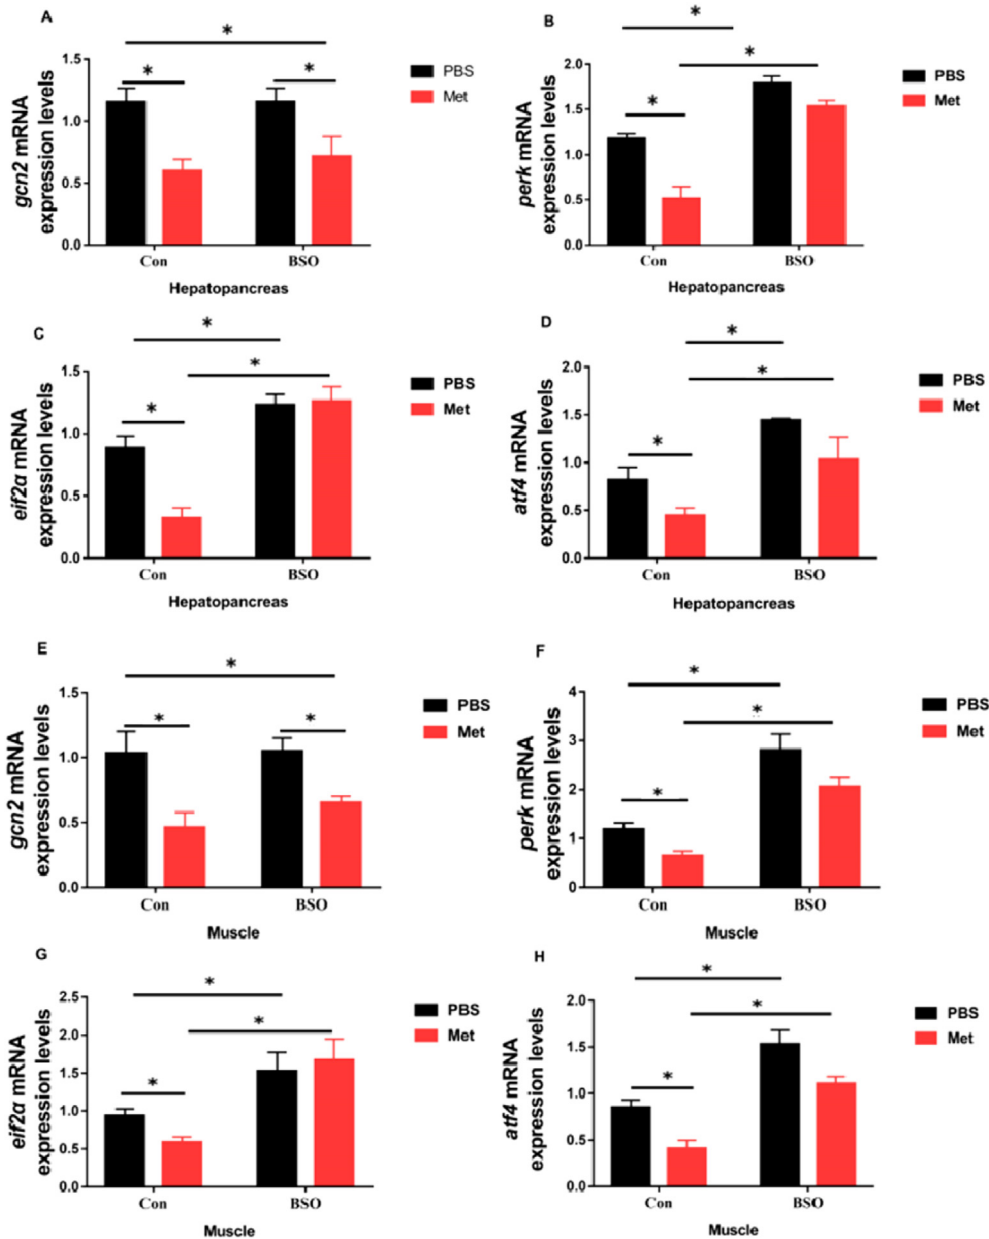 A
*
*
*
gcn2 mRNA
expression levels
1.5
1.0
0.5
0.0
Con
BSO
Hepatopancreas
PBS
Met
B
*
*
*
perk mRNA
expression levels
2.0
1.5
1.0
0.5
0.0
Con
BSO
Hepatopancreas
PBS
Met
C
*
*
*
eif2α mRNA
expression levels
1.5
1.0
0.5
0.0
Con
BSO
Hepatopancreas
PBS
Met
D
*
*
*
atf4 mRNA
expression levels
2.0
1.5
1.0
0.5
0.0
Con
BSO
Hepatopancreas
PBS
Met
E
*
*
*
gcn2 mRNA
expression levels
1.5
1.0
0.5
0.0
Con
BSO
Muscle
PBS
Met
F
*
*
*
perk mRNA
expression levels
4
3
2
1
0
Con
BSO
Muscle
PBS
Met
G
*
*
*
eif2α mRNA
expression levels
2.5
2.0
1.5
1.0
0.5
0.0
Con
BSO
Muscle
PBS
Met
H
*
*
*
atf4 mRNA
expression levels
2.0
1.5
1.0
0.5
0.0
Con
BSO
Muscle
PBS
Met